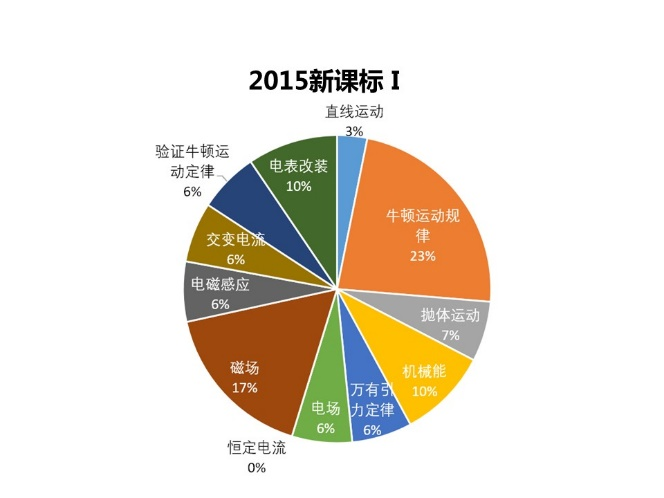 2015新课标 I
直线运动
3%
牛顿运动规
律
23%
抛体运动
7%
机械能
10%
万有引
力定律
6%
电场
6%
恒定电流
0%
磁场
17%
电磁感应
6%
交变电流
6%
验证牛顿运
动定律
6%
电表改装
10%